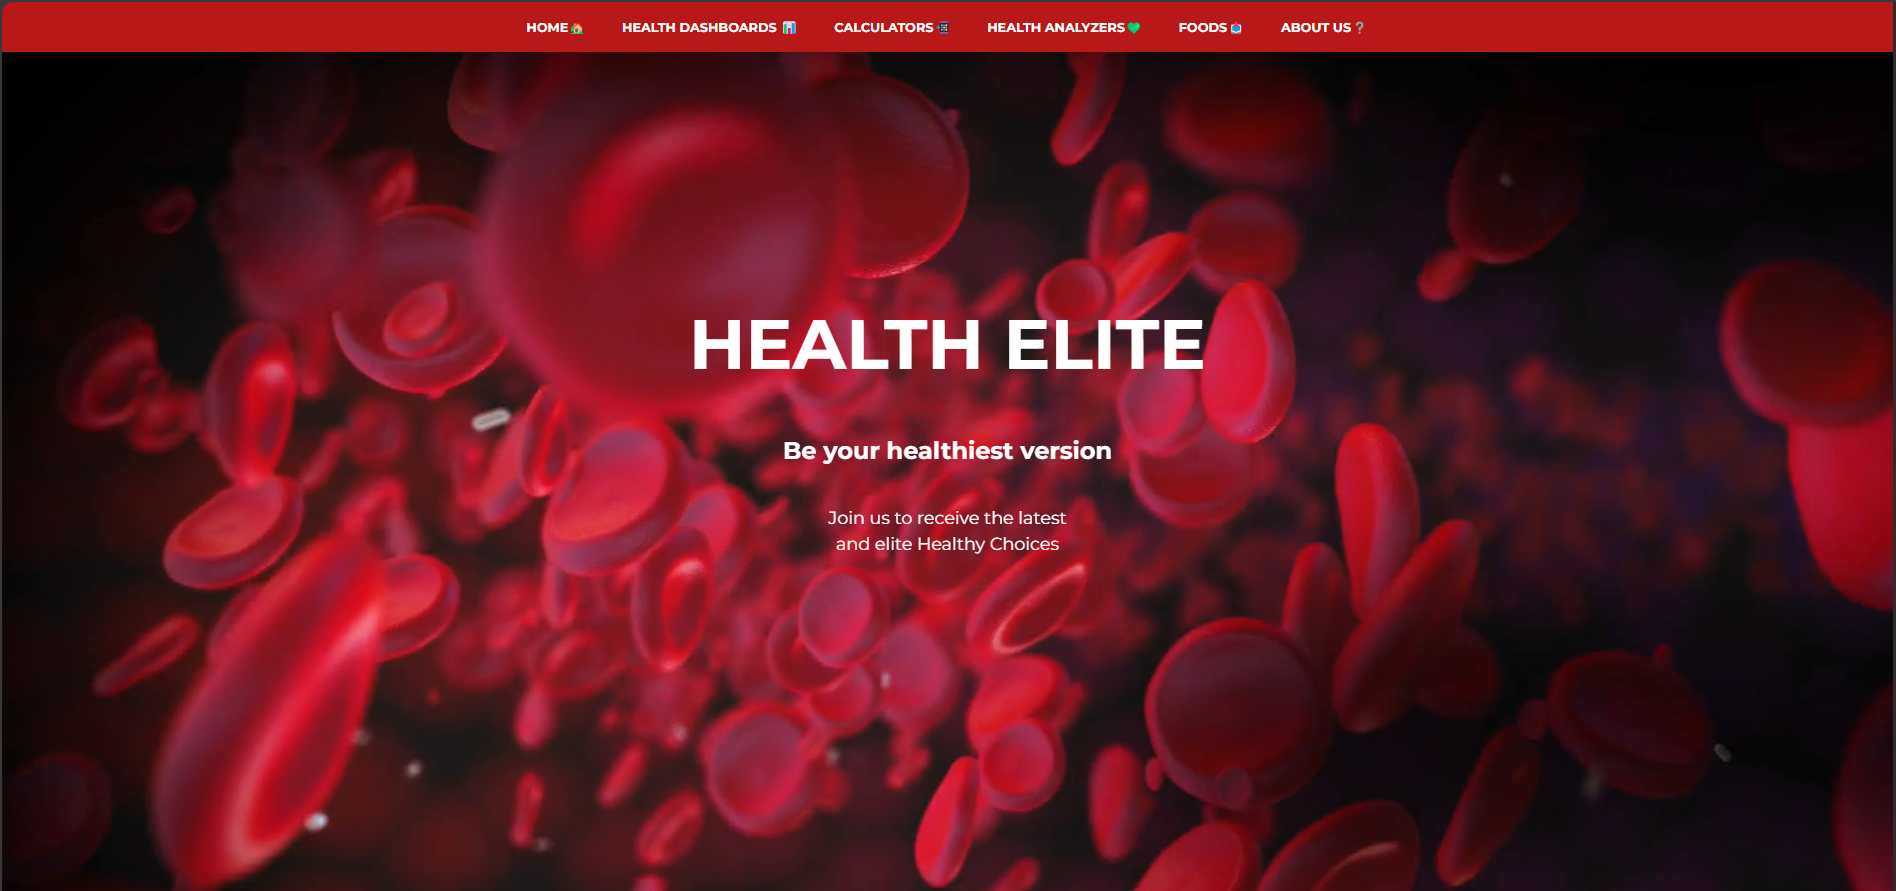 HOME🏠 HEALTH DASHBOARDS 📊 CALCULATORS📲 HEALTH ANALYZERS💚 FOODS🍧 ABOUT US❔
HEALTH ELITE
Be your healthiest version
Join us to receive the latest
and elite Healthy Choices